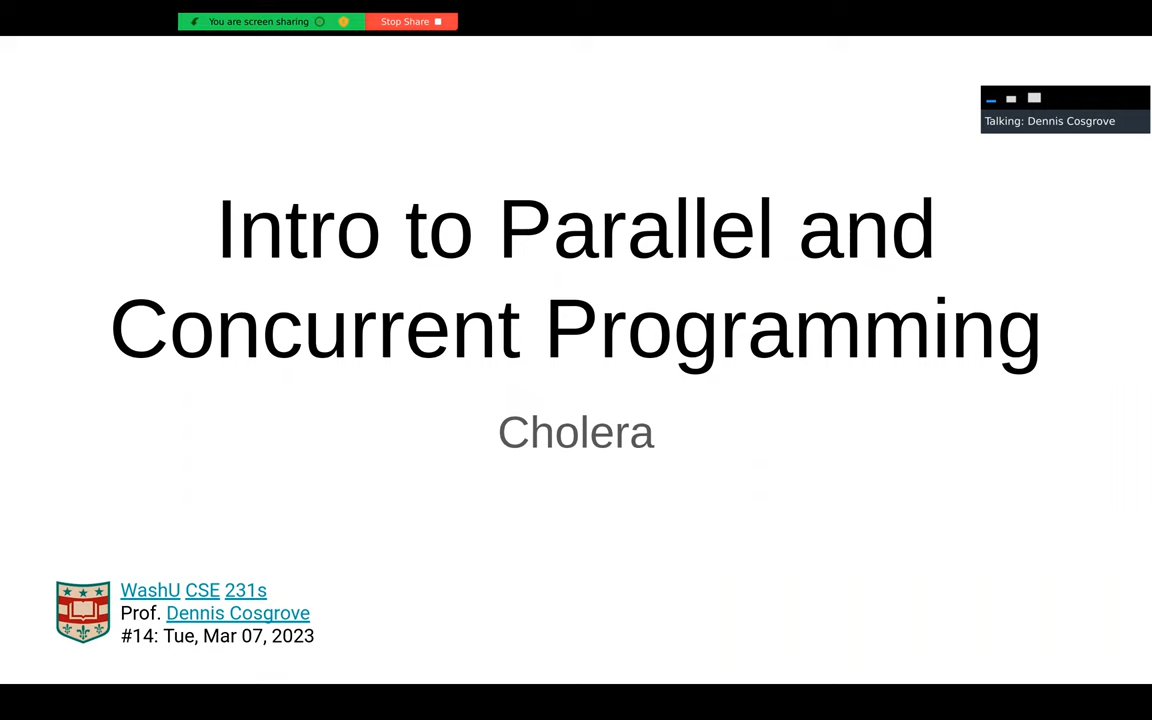 You are screen sharing
Stop Share
Talking: Dennis Cosgrove
Intro to Parallel and
Concurrent Programming
Cholera
WashU CSE 231s
Prof. Dennis Cosgrove
#14: Tue, Mar 07, 2023